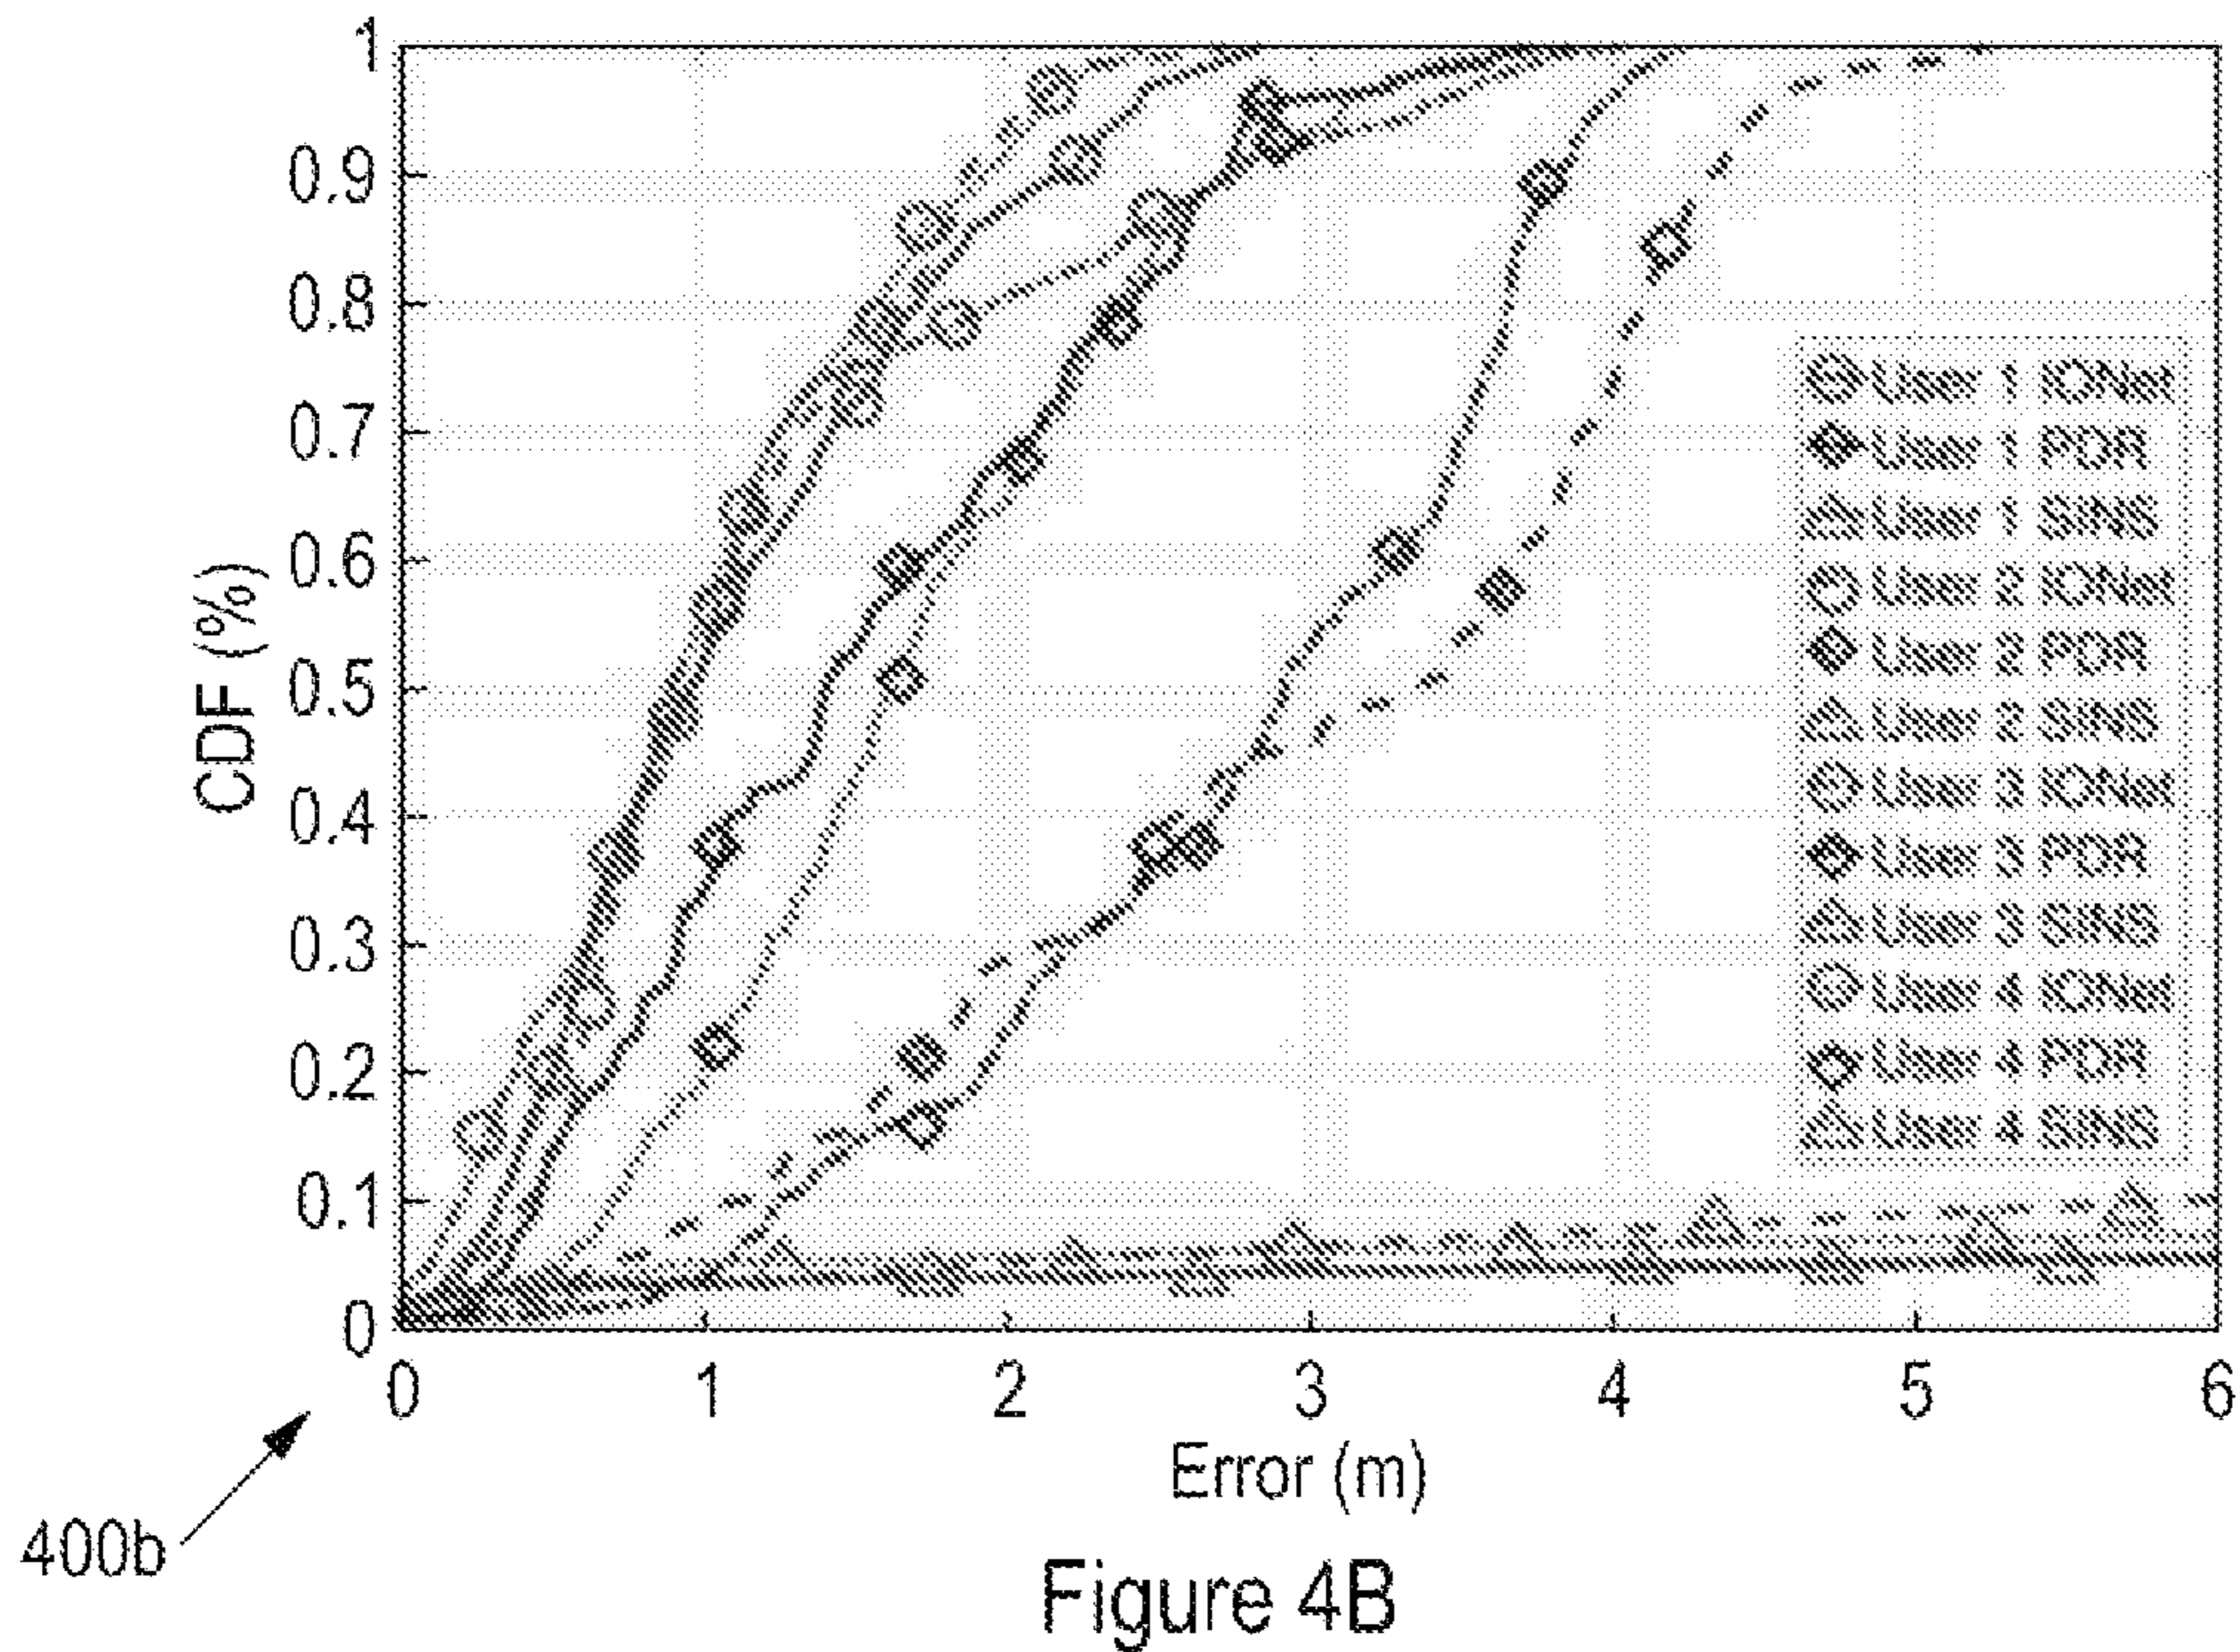 1
0.9
0.8
0.7
0.6
0.5
0.4
0.3
0.2
0.1
0
CDF (%)
User 1 IONet
User 1 PDR
User 1 SINS
User 2 IONet
User 2 PDR
User 2 SINS
User 3 IONet
User 3 PDR
User 3 SINS
User 4 IONet
User 4 PDR
User 4 SINS
0 1 2 3 4 5 6
Error (m)
400b
Figure 4B